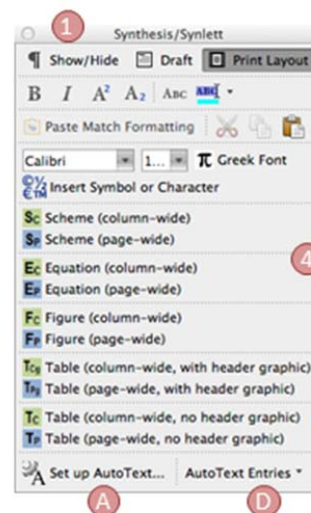 1
Synthesis/Synlett
¶ Show/Hide Draft Print Layout
B I A² A₂ ABC ABC
Paste Match Formatting
Calibri 1... π Greek Font
Insert Symbol or Character
Sc Scheme (column-wide)
Sp Scheme (page-wide)
4
Ec Equation (column-wide)
Ep Equation (page-wide)
Fc Figure (column-wide)
Fp Figure (page-wide)
Tcg Table (column-wide, with header graphic)
Tpg Table (page-wide, with header graphic)
Tc Table (column-wide, no header graphic)
Tp Table (page-wide, no header graphic)
A Set up AutoText... AutoText Entries
A D